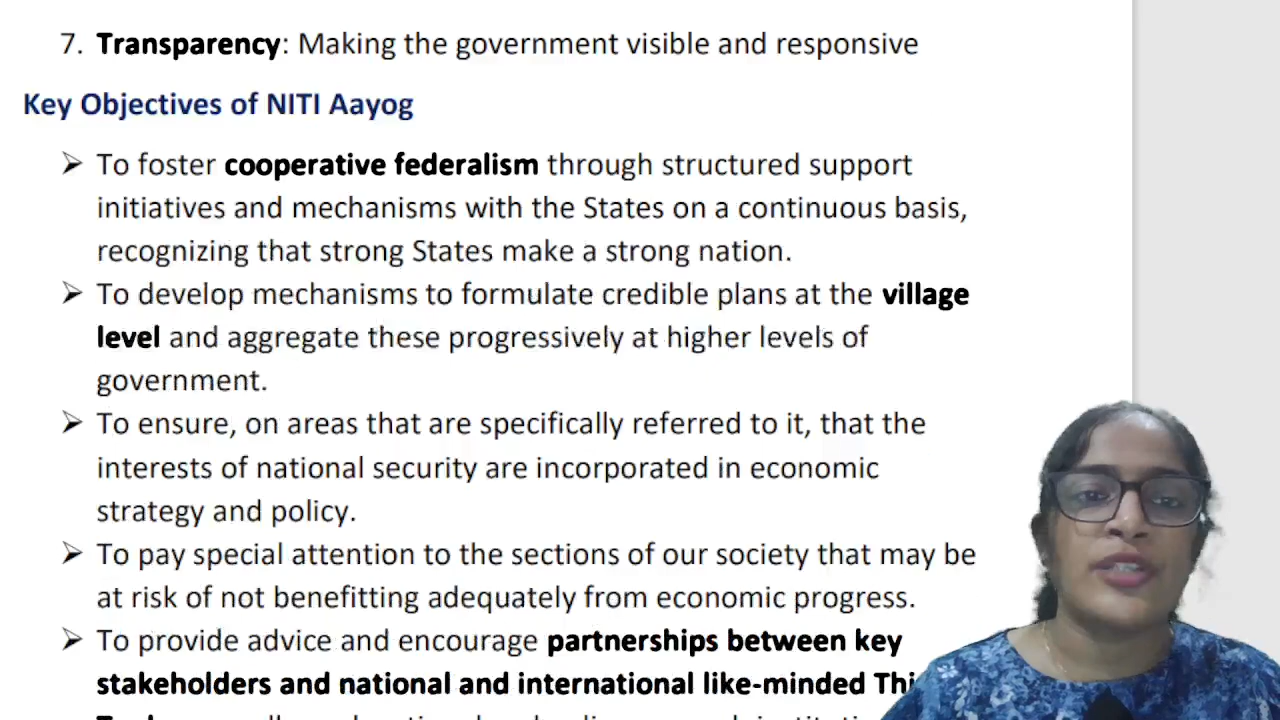 7. Transparency: Making the government visible and responsive
Key Objectives of NITI Aayog
➢ To foster cooperative federalism through structured support
initiatives and mechanisms with the States on a continuous basis,
recognizing that strong States make a strong nation.
➢ To develop mechanisms to formulate credible plans at the village
level and aggregate these progressively at higher levels of
government.
➢ To ensure, on areas that are specifically referred to it, that the
interests of national security are incorporated in economic
strategy and policy.
➢ To pay special attention to the sections of our society that may be
at risk of not benefitting adequately from economic progress.
➢ To provide advice and encourage partnerships between key
stakeholders and national and international like-minded